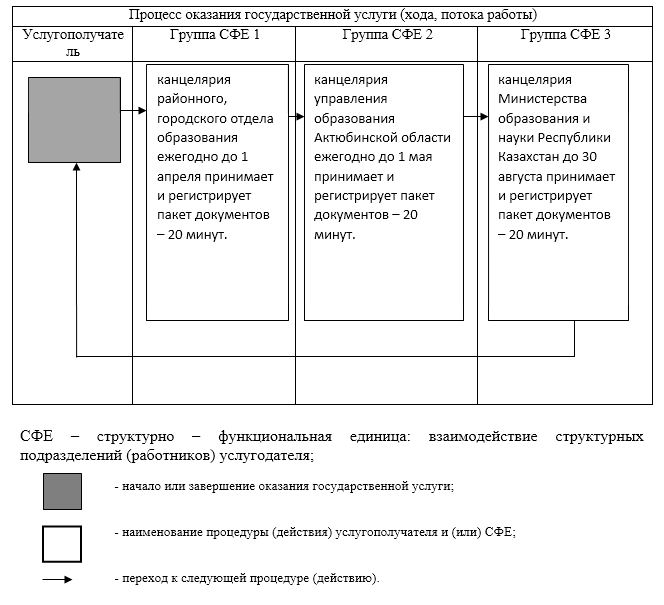 Процесс оказания государственной услуги (хода, потока работы)
Услугополучате
ль
Группа СФЕ 1
Группа СФЕ 2
Группа СФЕ 3
канцелярия
районного,
городского отдела
образования
ежегодно до 1
апреля принимает
и регистрирует
пакет документов
– 20 минут.
канцелярия
управления
образования
Актюбинской области
ежегодно до 1 мая
принимает и
регистрирует пакет
документов – 20
минут.
канцелярия
Министерства
образования и
науки Республики
Казахстан до 30
августа принимает
и регистрирует
пакет документов
– 20 минут.
СФЕ – структурно – функциональная единица: взаимодействие структурных
подразделений (работников) услугодателя;
- начало или завершение оказания государственной услуги;
- наименование процедуры (действия) услугополучателя и (или) СФЕ;
- переход к следующей процедуре (действию).